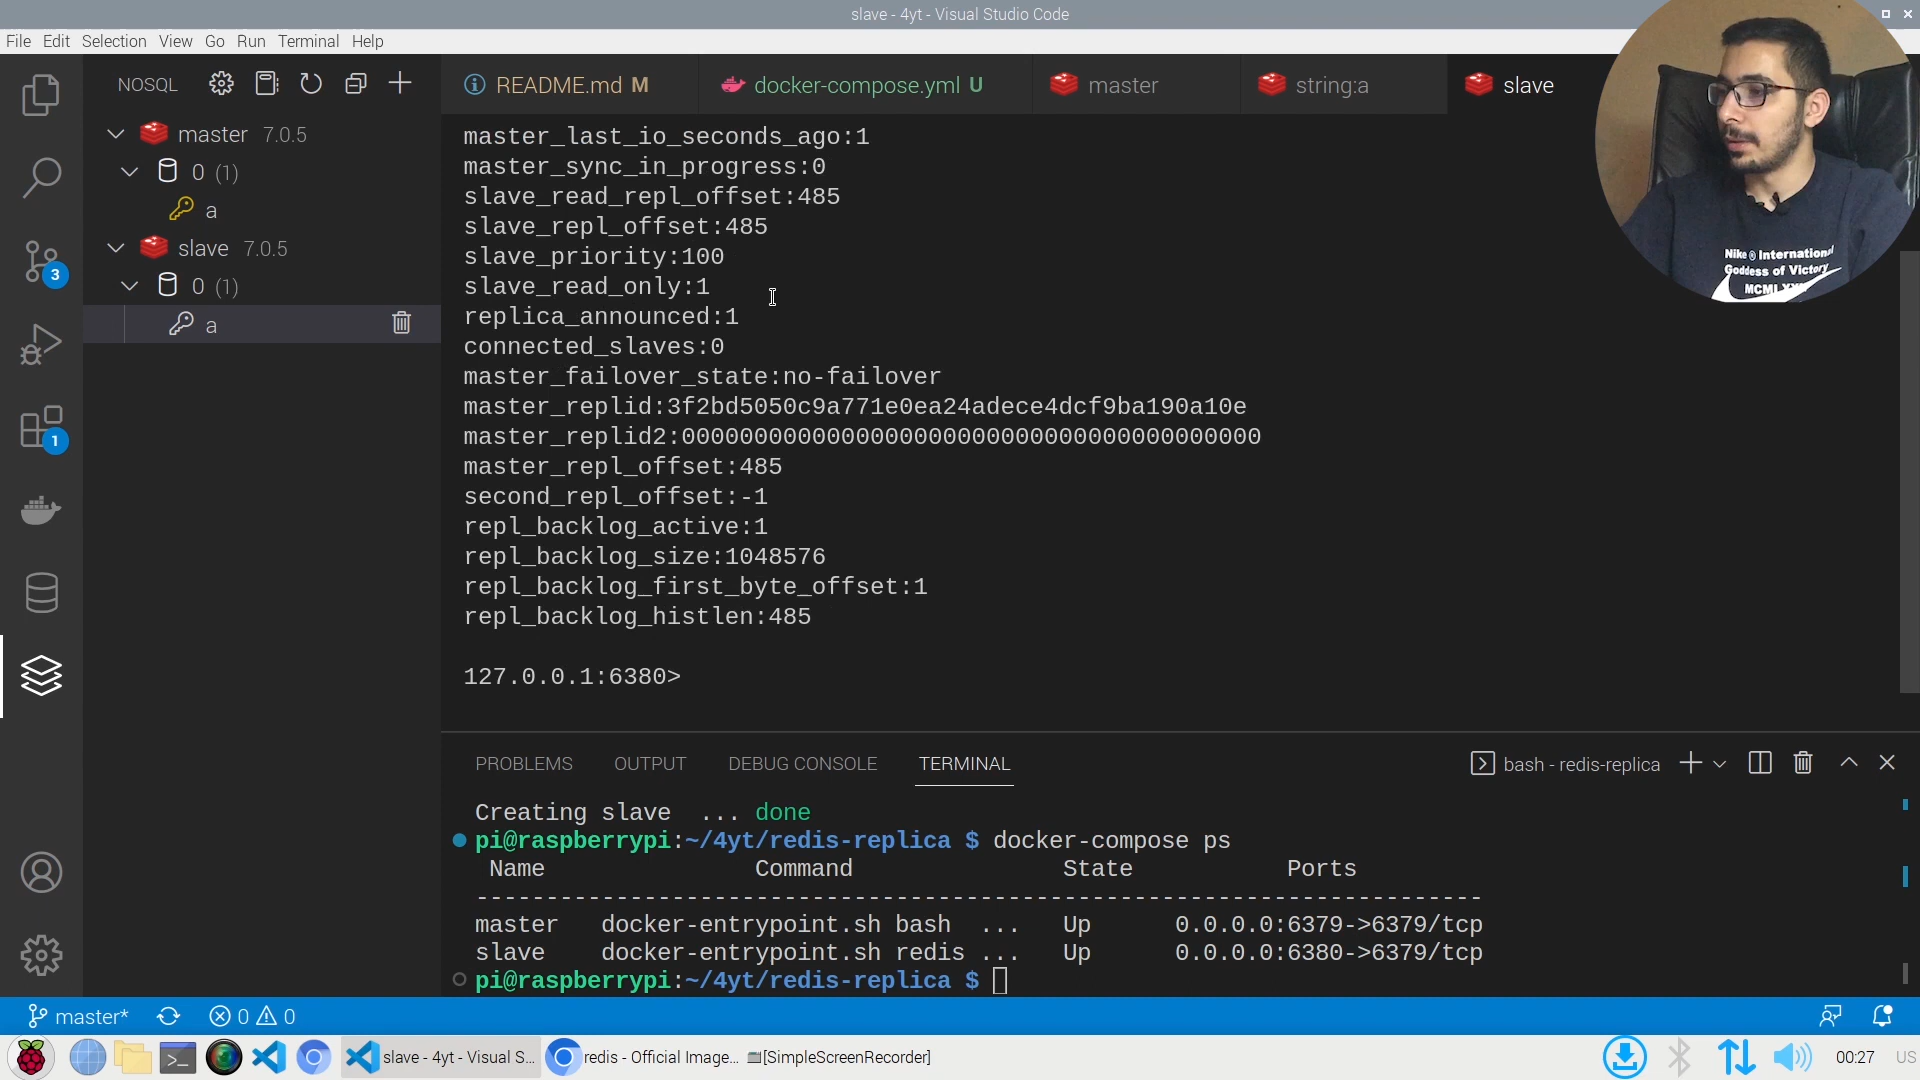 slave - 4yt - Visual Studio Code
File Edit Selection View Go Run Terminal Help
NOSQL
README.md M
docker-compose.yml U
master
string:a
slave
master 7.0.5
0 (1)
a
slave 7.0.5
0 (1)
a
3
1
master_last_io_seconds_ago:1
master_sync_in_progress:0
slave_read_repl_offset:485
slave_repl_offset:485
slave_priority:100
slave_read_only:1
replica_announced:1
connected_slaves:0
master_failover_state:no-failover
master_replid:3f2bd5050c9a771e0ea24adece4dcf9ba190a10e
master_replid2:0000000000000000000000000000000000000000
master_repl_offset:485
second_repl_offset:-1
repl_backlog_active:1
repl_backlog_size:1048576
repl_backlog_first_byte_offset:1
repl_backlog_histlen:485
127.0.0.1:6380>
Nike ® International
Goddess of Victory
PROBLEMS OUTPUT DEBUG CONSOLE TERMINAL
bash - redis-replica
Creating slave ... done
pi@raspberrypi:~/4yt/redis-replica $ docker-compose ps
Name Command State Ports
--------------------------------------------------------------------------------
master docker-entrypoint.sh bash ... Up 0.0.0.0:6379->6379/tcp
slave docker-entrypoint.sh redis ... Up 0.0.0.0:6380->6379/tcp
pi@raspberrypi:~/4yt/redis-replica $
master* 0 0
slave - 4yt - Visual S...
redis - Official Image...
[SimpleScreenRecorder]
00:27
US